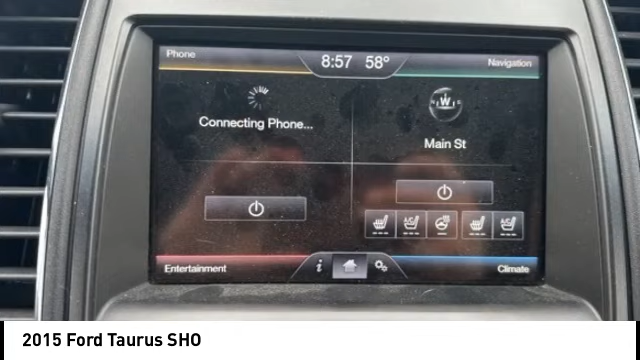 Phone
8:57 58°
Navigation
Connecting Phone...
W
Main St
Entertainment
Climate
2015 Ford Taurus SHO